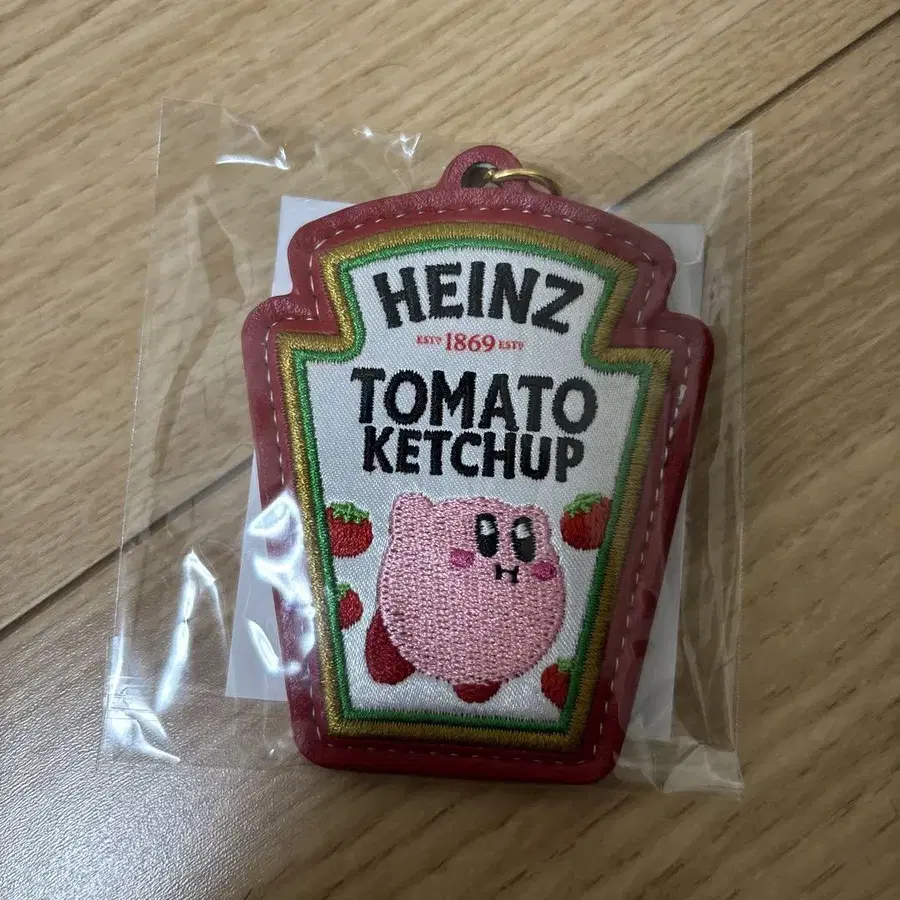 HEINZ
ESTD 1869 ESTD
TOMATO
KETCHUP